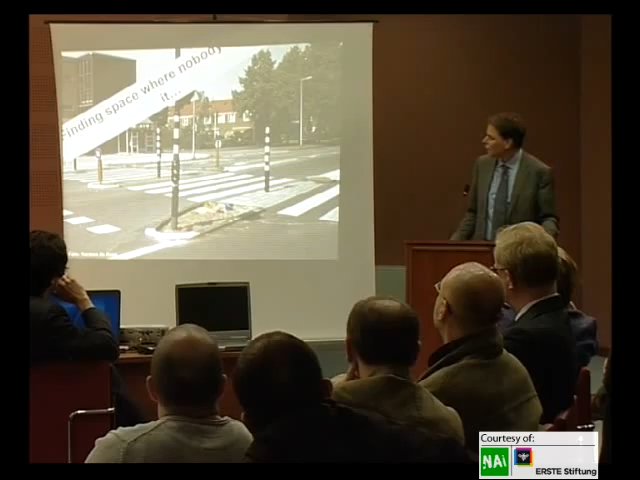 Finding space where nobody
it...
Courtesy of:
NAi
ERSTE Stiftung